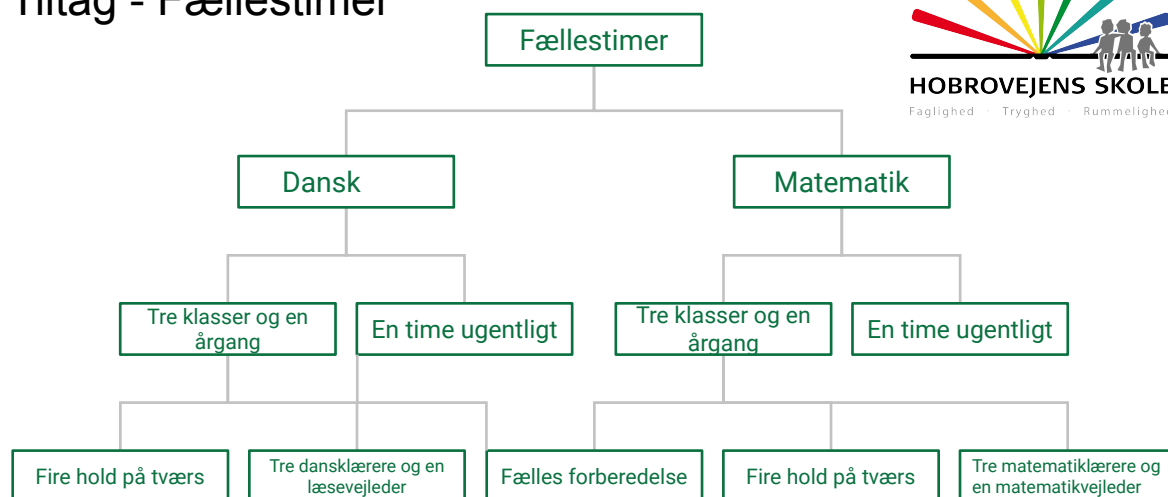 Tiltag - Fællestimer
Fællestimer
HOBROVEJENS SKOLE
Faglighed · Tryghed · Rummelighed
Dansk
Matematik
Tre klasser og en
årgang
En time ugentligt
Tre klasser og en
årgang
En time ugentligt
Fire hold på tværs
Tre dansklærere og en
læsevejleder
Fælles forberedelse
Fire hold på tværs
Tre matematiklærere og
en matematikvejleder